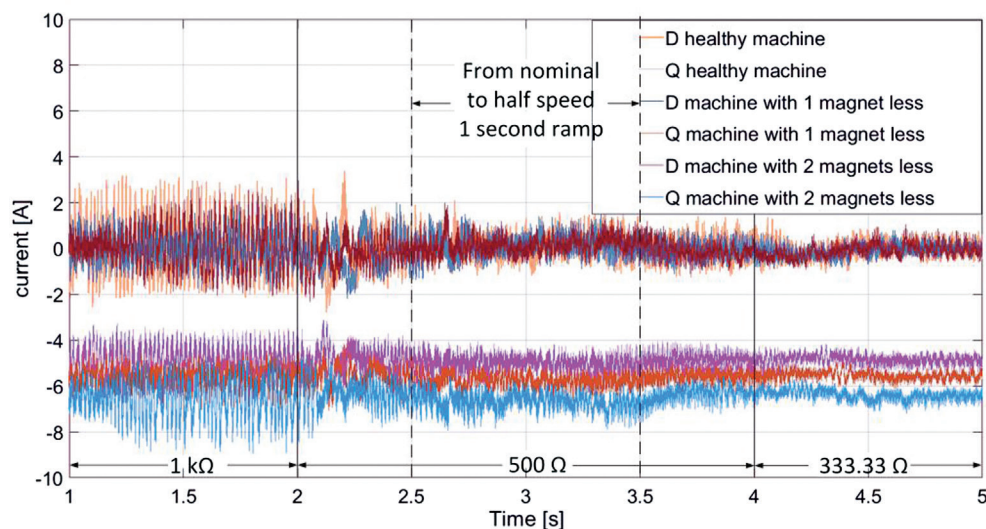 10
8
6
4
2
0
-2
-4
-6
-8
-10
current [A]
From nominal
to half speed
1 second ramp
D healthy machine
Q healthy machine
D machine with 1 magnet less
Q machine with 1 magnet less
D machine with 2 magnets less
Q machine with 2 magnets less
1 kΩ
500 Ω
333.33 Ω
1 1.5 2 2.5 3 3.5 4 4.5 5
Time [s]